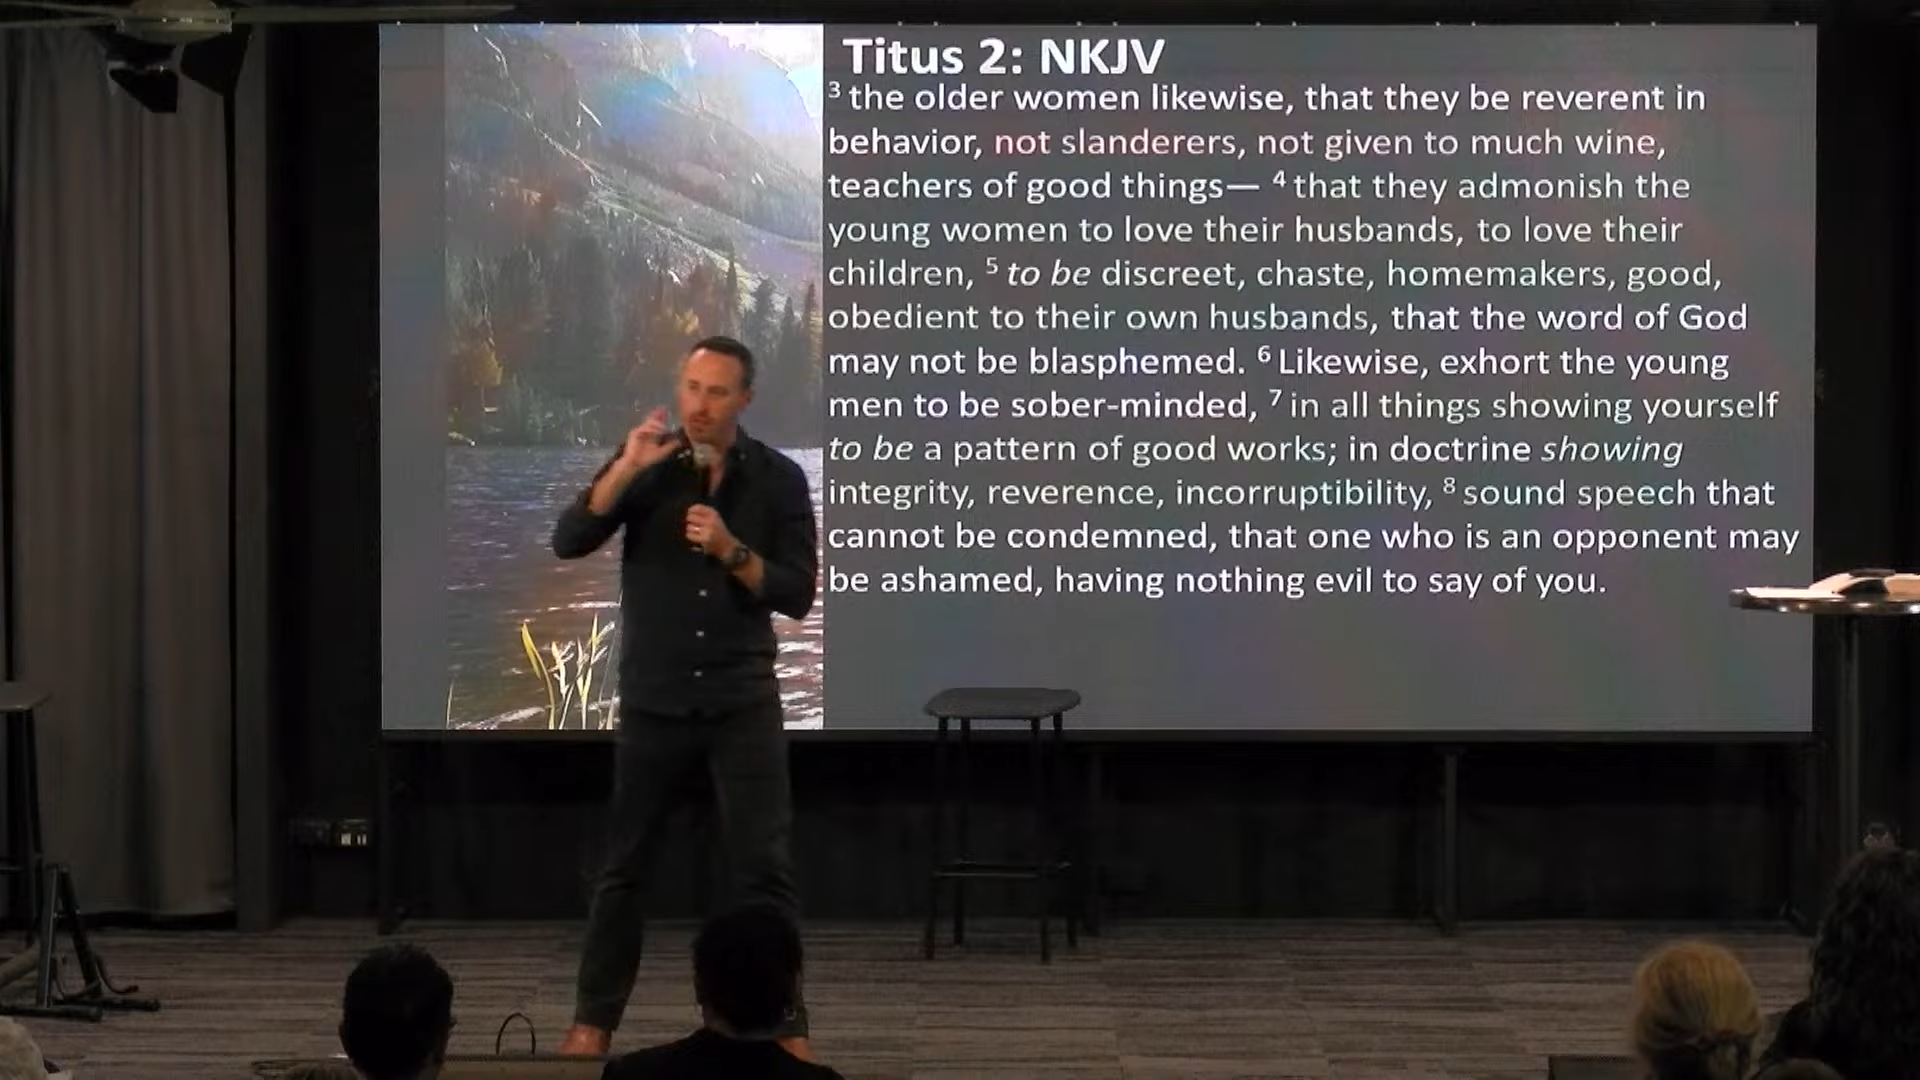 Titus 2: NKJV
3 the older women likewise, that they be reverent in
behavior, not slanderers, not given to much wine,
teachers of good things— 4 that they admonish the
young women to love their husbands, to love their
children, 5 to be discreet, chaste, homemakers, good,
obedient to their own husbands, that the word of God
may not be blasphemed. 6 Likewise, exhort the young
men to be sober-minded, 7 in all things showing yourself
to be a pattern of good works; in doctrine showing
integrity, reverence, incorruptibility, 8 sound speech that
cannot be condemned, that one who is an opponent may
be ashamed, having nothing evil to say of you.